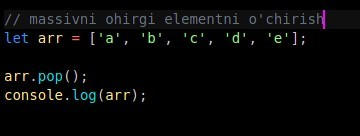 // massivni ohirgi elementni o'chirish
let arr = ['a', 'b', 'c', 'd', 'e'];
arr.pop();
console.log(arr);